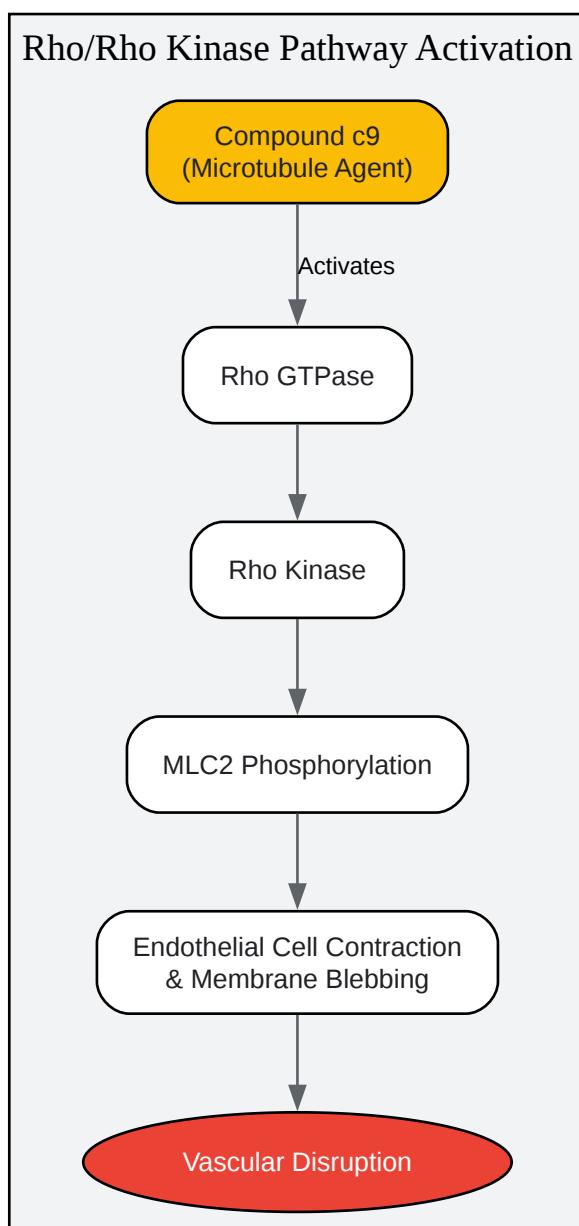 Rho/Rho Kinase Pathway Activation
Compound c9
(Microtubule Agent)
Activates
Rho GTPase
Rho Kinase
MLC2 Phosphorylation
Endothelial Cell Contraction
& Membrane Blebbing
Vascular Disruption